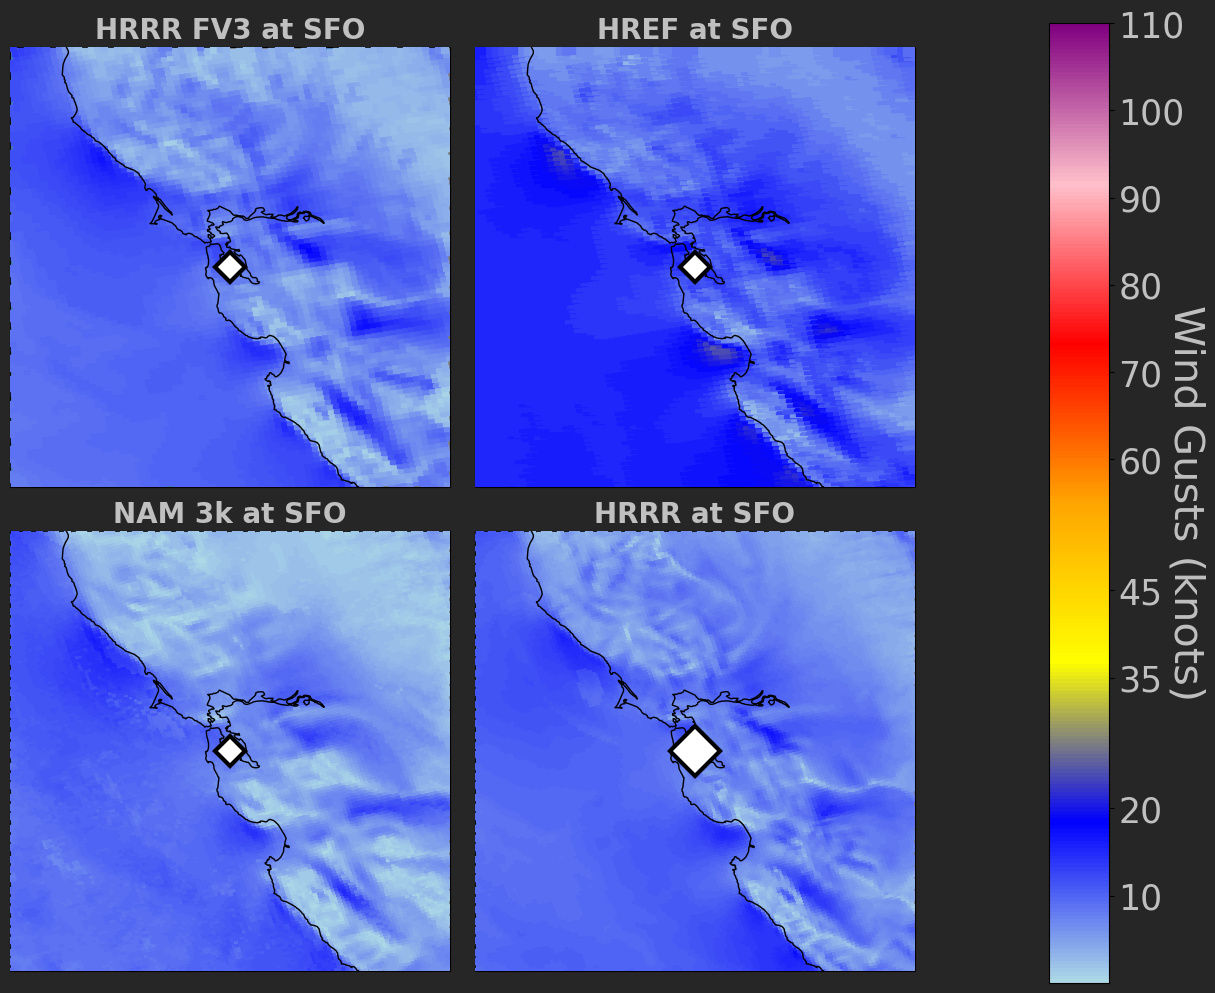 HRRR FV3 at SFO
HREF at SFO
NAM 3k at SFO
HRRR at SFO
110
100
90
80
70
60
45
35
20
10
Wind Gusts (knots)